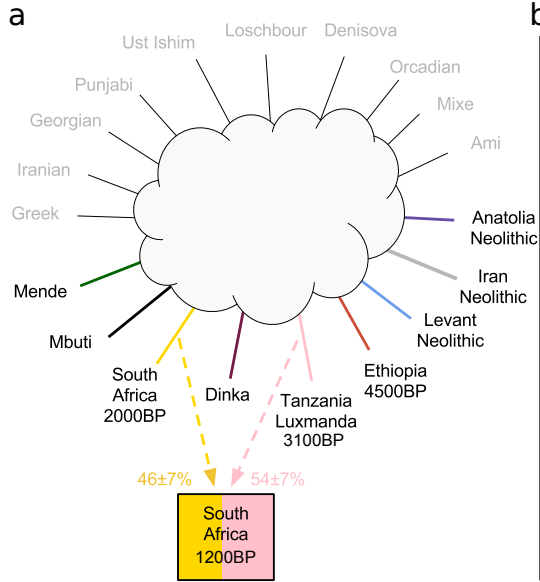 a
b
Loschbour
Denisova
Ust Ishim
Orcadian
Punjabi
Mixe
Georgian
Ami
Iranian
Greek
Anatolia
Neolithic
Iran
Neolithic
Mende
Levant
Neolithic
Mbuti
Ethiopia
4500BP
South
Africa
2000BP
Dinka
Tanzania
Luxmanda
3100BP
46±7%
54±7%
South
Africa
1200BP